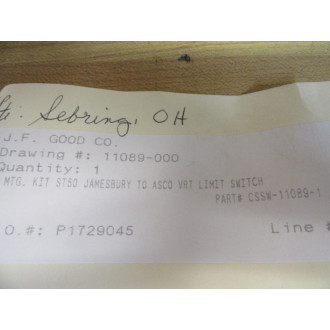 Sebring, OH
J.F. GOOD CO.
Drawing #: 11089-000
Quantity: 1
MTG. KIT ST50 JAMESBURY TO ASCO VRT LIMIT SWITCH
PART# CSSW-11089-1
.O.#: P1729045 Line #